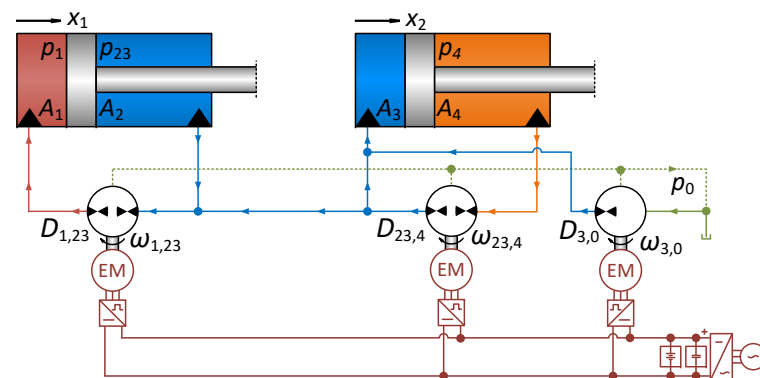 x1 x2
p1 p23 p4
A1 A2 A3 A4
p0
D1,23 ω1,23 D23,4 ω23,4 D3,0 ω3,0
EM EM EM
+